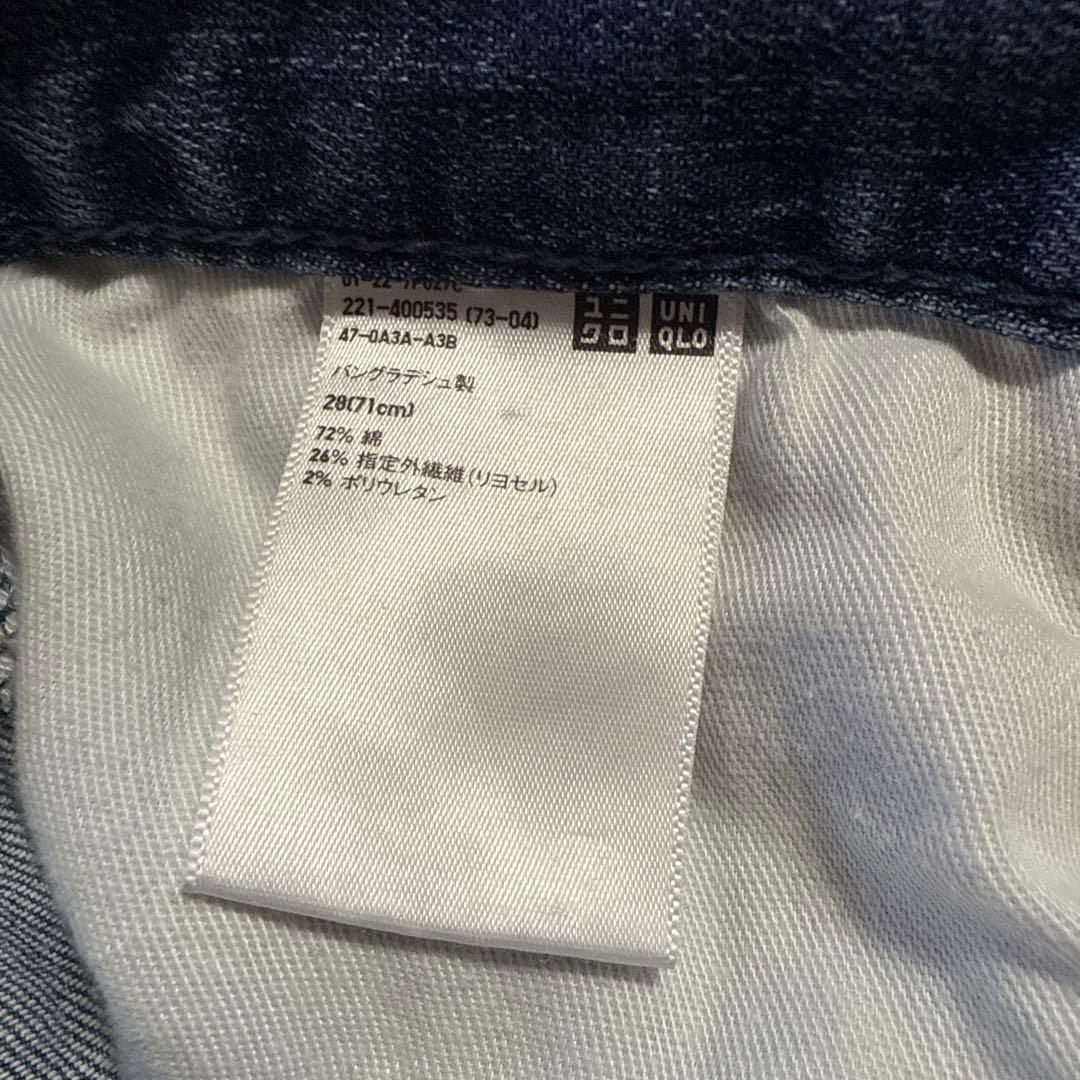 221-400535 (73-04)
47-0A3A-A3B
ユニ
クロ
UNI
QLO
バングラデシュ製
28(71cm)
72% 綿
26% 指定外繊維(リヨセル)
2% ポリウレタン